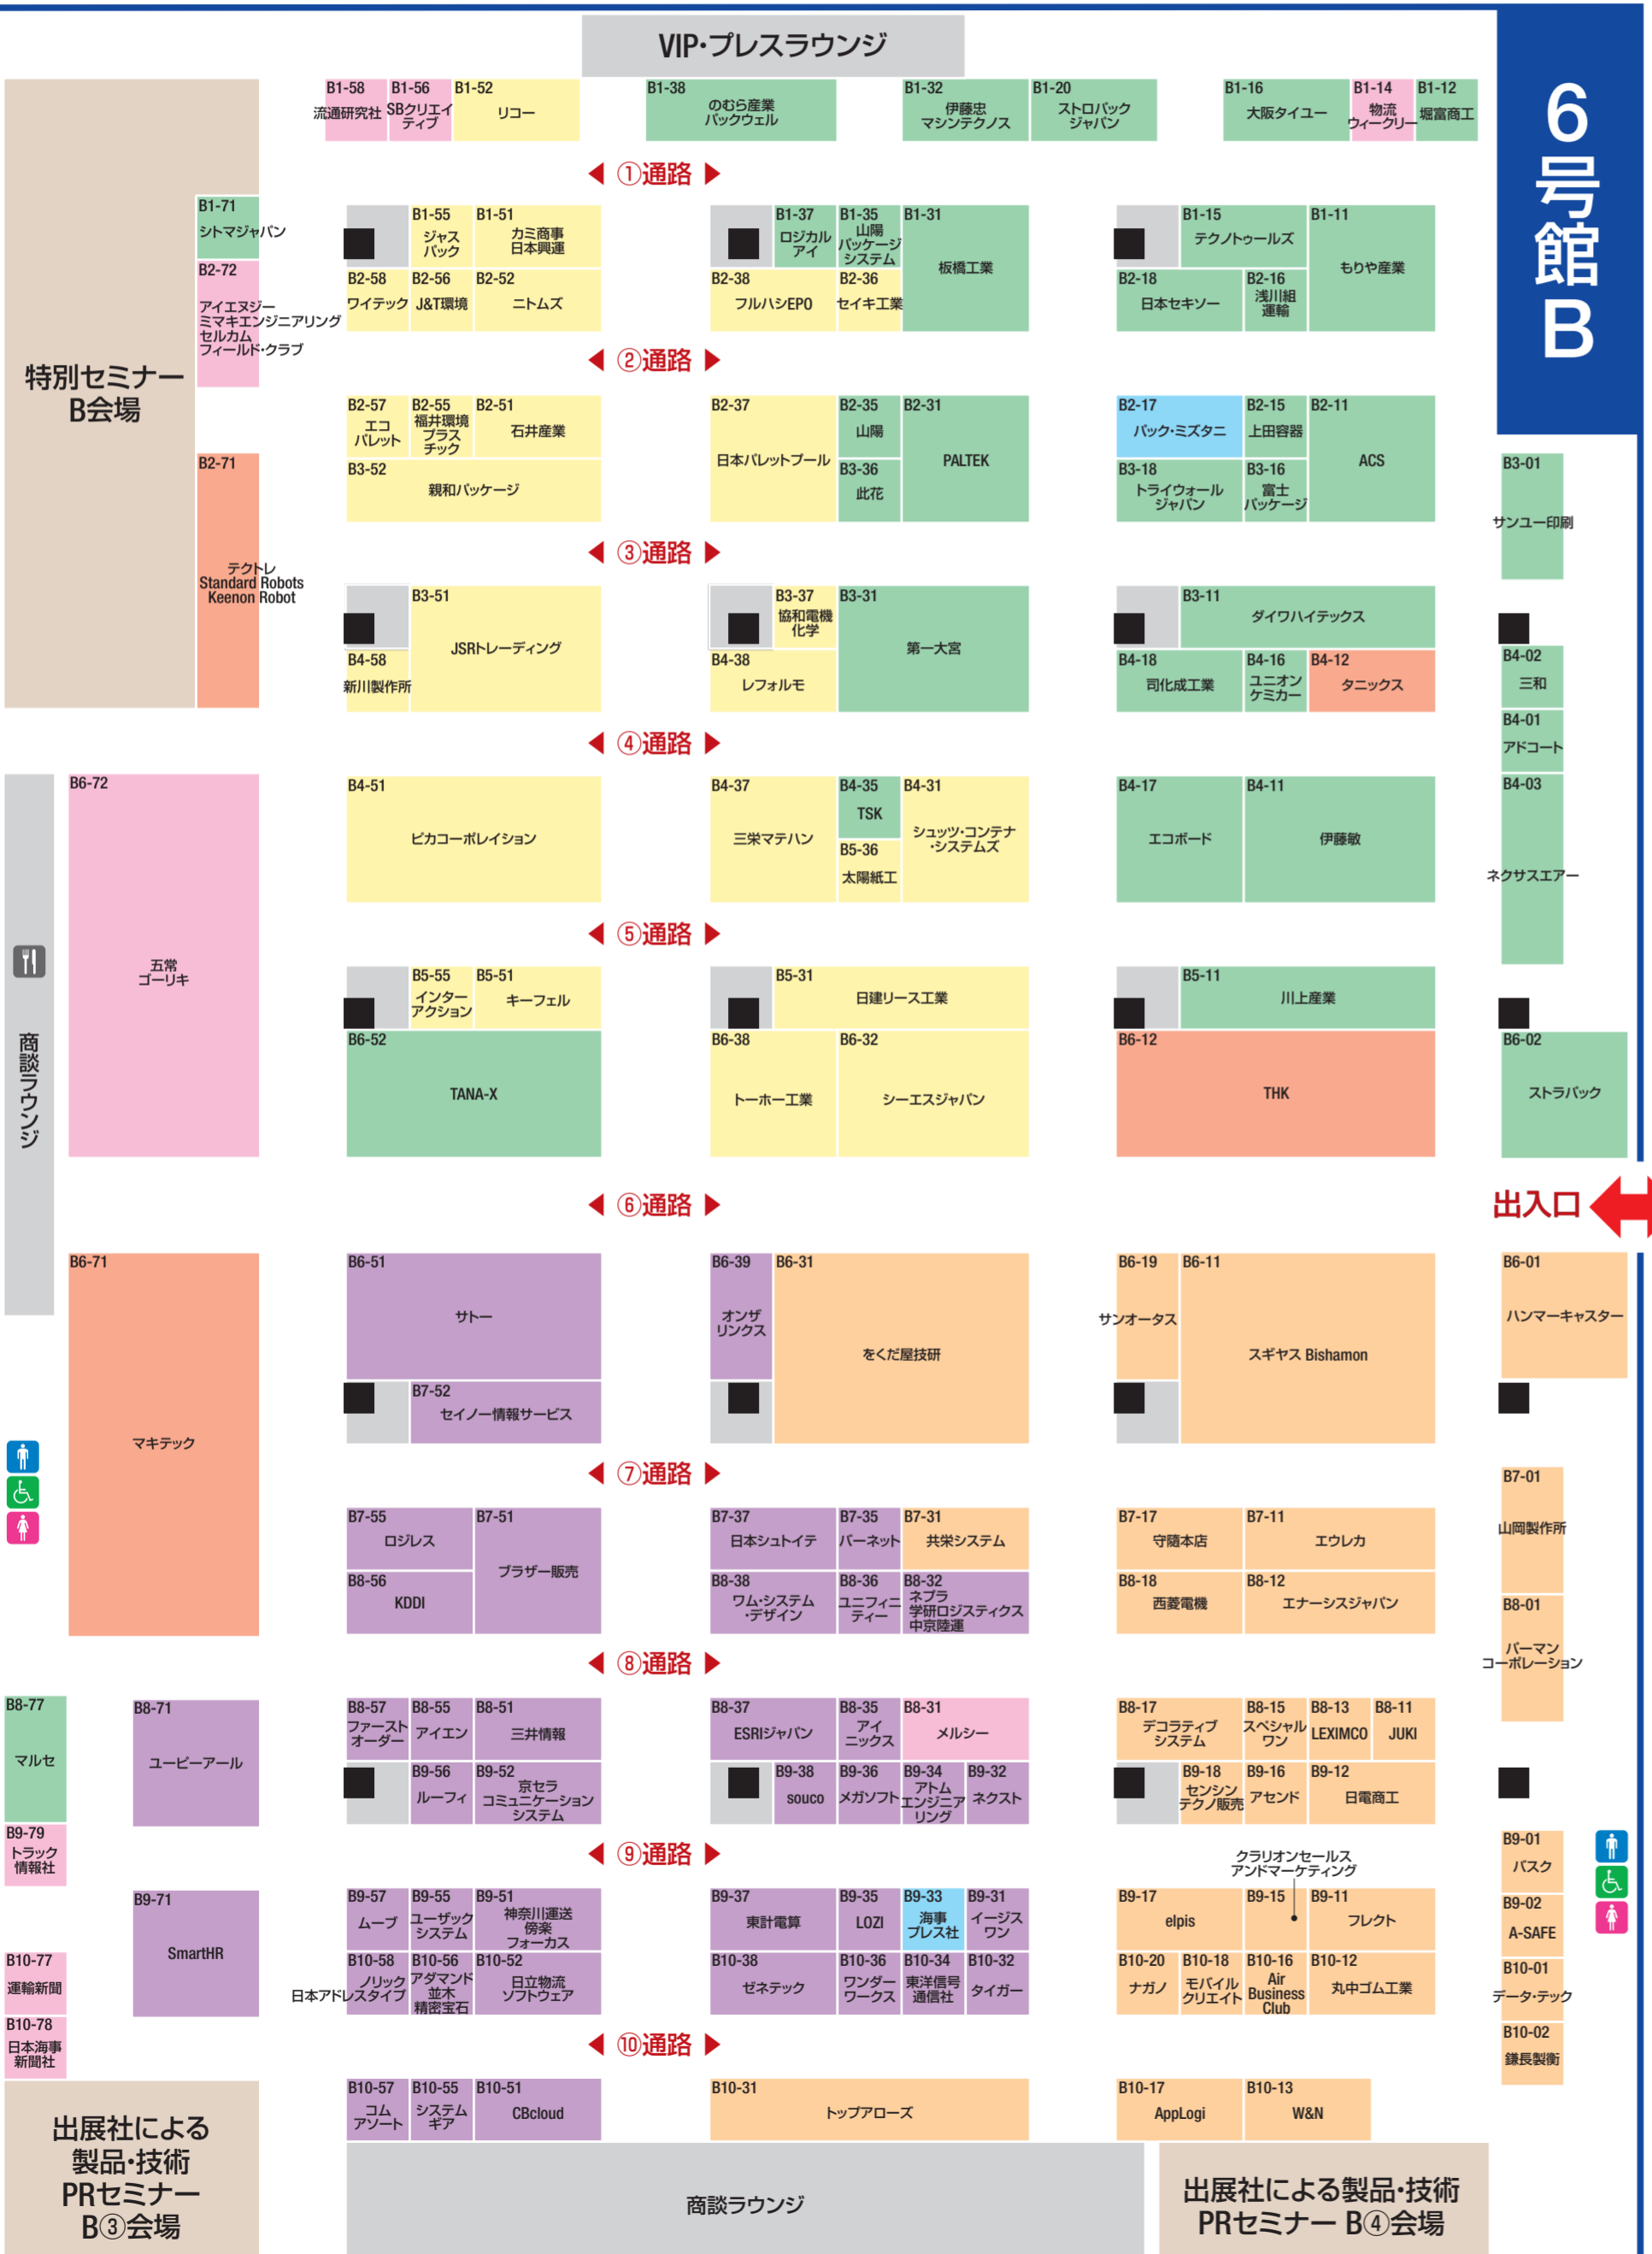 VIP・プレスラウンジ
6号館B
B1-58
流通研究社
B1-56
SBクリエイ
ティブ
B1-52
リコー
B1-38
のむら産業
パックウェル
B1-32
伊藤忠
マシンテクノス
B1-20
ストロパック
ジャパン
B1-16
大阪タイユー
B1-14
物流
ウィークリー
B1-12
堀富商工
①通路
特別セミナー
B会場
B1-71
シトマジャパン
B2-72
アイエヌジー
ミマキエンジニアリング
セルカム
フィールド・クラブ
B2-71
テクトレ
Standard Robots
Keenon Robot
B1-55
ジャス
パック
B1-51
カミ商事
日本興運
B2-58
ワイテック
B2-56
J&T環境
B2-52
ニトムズ
B1-37
ロジカル
アイ
B1-35
山陽
パッケージ
システム
B1-31
板橋工業
B2-38
フルハシEPO
B2-36
セイキ工業
B1-15
テクノトゥールズ
B1-11
もりや産業
B2-18
日本セキソー
B2-16
浅川組
運輸
②通路
B2-57
エコ
パレット
B2-55
福井環境
プラス
チック
B2-51
石井産業
B3-52
親和パッケージ
B2-37
日本パレットプール
B2-35
山陽
B2-31
PALTEK
B3-36
此花
B2-17
パック・ミズタニ
B2-15
上田容器
B2-11
ACS
B3-18
トライウォール
ジャパン
B3-16
富士
パッケージ
B3-01
サンユー印刷
③通路
B3-51
JSRトレーディング
B4-58
新川製作所
B3-37
協和電機
化学
B3-31
第一大宮
B4-38
レフォルモ
B3-11
ダイワハイテックス
B4-18
司化成工業
B4-16
ユニオン
ケミカー
B4-12
タニックス
B4-02
三和
B4-01
アドコート
④通路
商談ラウンジ
B6-72
五常
ゴーリキ
B4-51
ピカコーポレイション
B4-37
三栄マテハン
B4-35
TSK
B4-31
シュッツ・コンテナ
・システムズ
B5-36
太陽紙工
B4-17
エコボード
B4-11
伊藤敏
B4-03
ネクサスエアー
⑤通路
B5-55
インター
アクション
B5-51
キーフェル
B6-52
TANA-X
B5-31
日建リース工業
B6-38
トーホー工業
B6-32
シーエスジャパン
B5-11
川上産業
B6-12
THK
B6-02
ストラパック
⑥通路
出入口
B6-71
マキテック
B6-51
サトー
B7-52
セイノー情報サービス
B6-39
オンザ
リンクス
B6-31
をくだ屋技研
B6-19
サンオータス
B6-11
スギヤス Bishamon
B6-01
ハンマーキャスター
⑦通路
B7-55
ロジレス
B7-51
ブラザー販売
B8-56
KDDI
B7-37
日本シュトイテ
B7-35
バーネット
B7-31
共栄システム
B8-38
ワム・システム
・デザイン
B8-36
ユニフィニ
ティー
B8-32
ネプラ
学研ロジスティクス
中京陸運
B7-17
守隨本店
B7-11
エウレカ
B8-18
西菱電機
B8-12
エナーシスジャパン
B7-01
山岡製作所
B8-01
パーマン
コーポレーション
⑧通路
B8-77
マルセ
B8-71
ユーピーアール
B8-57
ファースト
オーダー
B8-55
アイエン
B8-51
三井情報
B9-56
ルーフィ
B9-52
京セラ
コミュニケーション
システム
B8-37
ESRIジャパン
B8-35
アイ
ニックス
B8-31
メルシー
B9-38
souco
B9-36
メガソフト
B9-34
アトム
エンジニア
リング
B9-32
ネクスト
B8-17
デコラティブ
システム
B8-15
スペシャル
ワン
B8-13
LEXIMCO
B8-11
JUKI
B9-18
センシン
テクノ販売
B9-16
アセンド
B9-12
日電商工
B9-79
トラック
情報社
⑨通路
クラリオンセールス
アンドマーケティング
B9-01
バスク
B9-02
A-SAFE
B9-71
SmartHR
B10-77
運輸新聞
B10-78
日本海事
新聞社
B9-57
ムーブ
B9-55
ユーザック
システム
B9-51
神奈川運送
傍楽
フォーカス
B10-58
ノリック
日本アドレスタイプ
B10-56
アダマンド
並木
精密宝石
B10-52
日立物流
ソフトウェア
B9-37
東計電算
B9-35
LOZI
B9-33
海事
プレス社
B9-31
イージス
ワン
B10-38
ゼネテック
B10-36
ワンダー
ワークス
B10-34
東洋信号
通信社
B10-32
タイガー
B9-17
elpis
B9-15
B9-11
フレクト
B10-20
ナガノ
B10-18
モバイル
クリエイト
B10-16
Air
Business
Club
B10-12
丸中ゴム工業
B10-01
データ・テック
B10-02
鎌長製衡
⑩通路
B10-57
コム
アソート
B10-55
システム
ギア
B10-51
CBcloud
B10-31
トップアローズ
B10-17
AppLogi
B10-13
W&N
出展社による
製品・技術
PRセミナー
B③会場
商談ラウンジ
出展社による製品・技術
PRセミナー B④会場